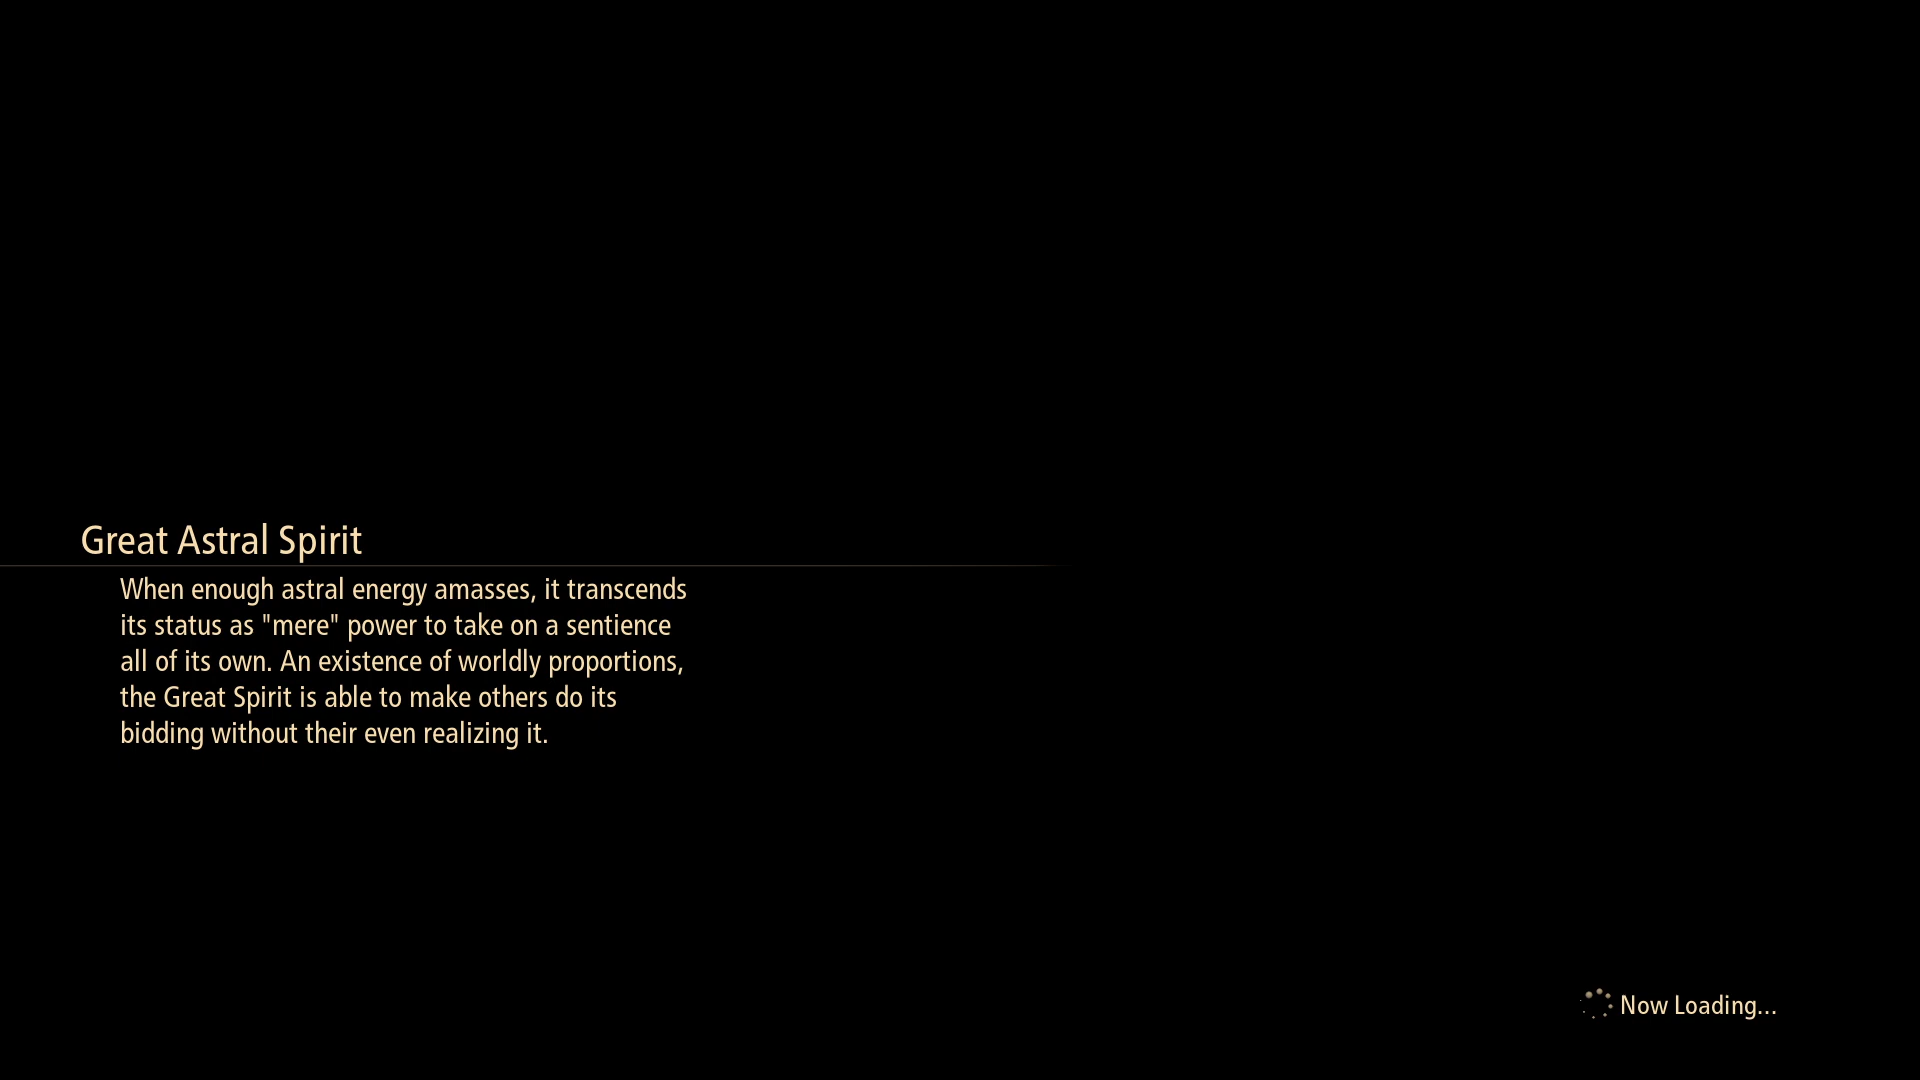 Great Astral Spirit
When enough astral energy amasses, it transcends
its status as "mere" power to take on a sentience
all of its own. An existence of worldly proportions,
the Great Spirit is able to make others do its
bidding without their even realizing it.
Now Loading...